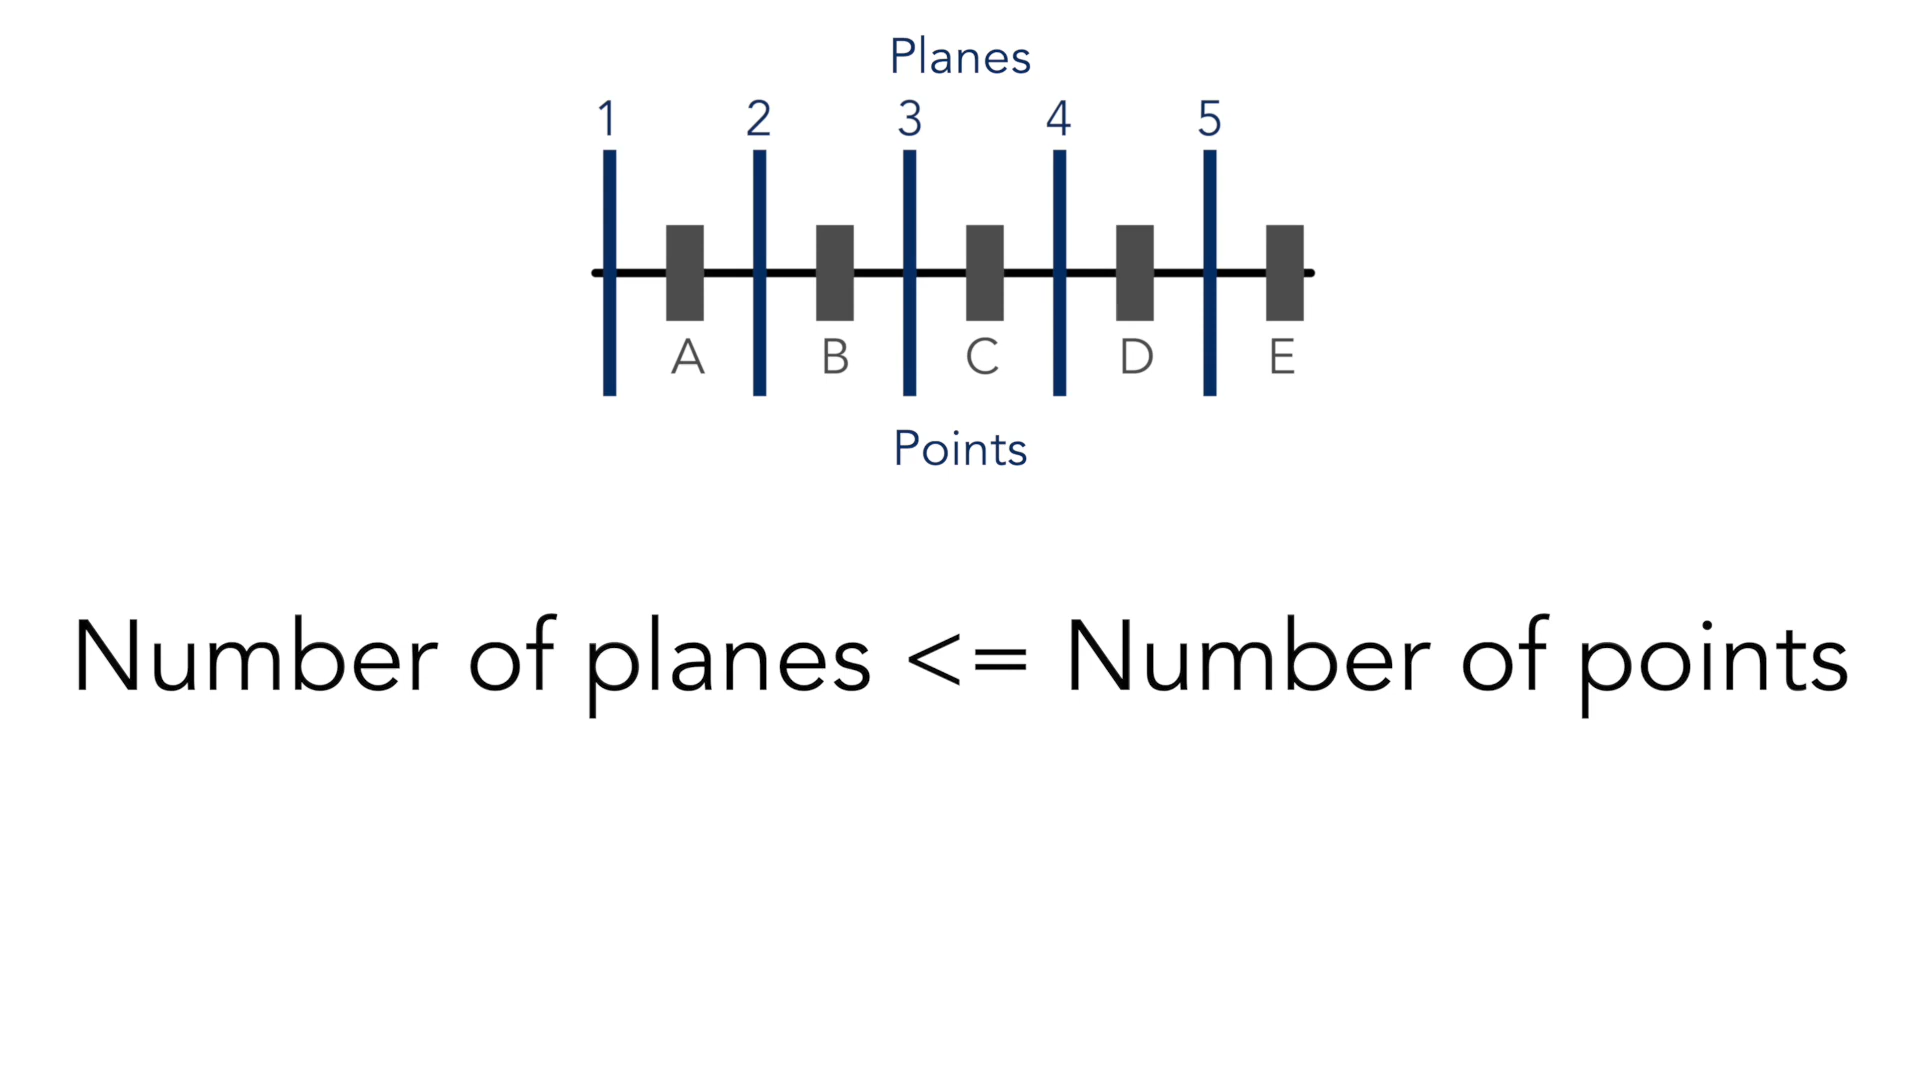 Planes
1 2 3 4 5
A B C D E
Points
Number of planes <= Number of points